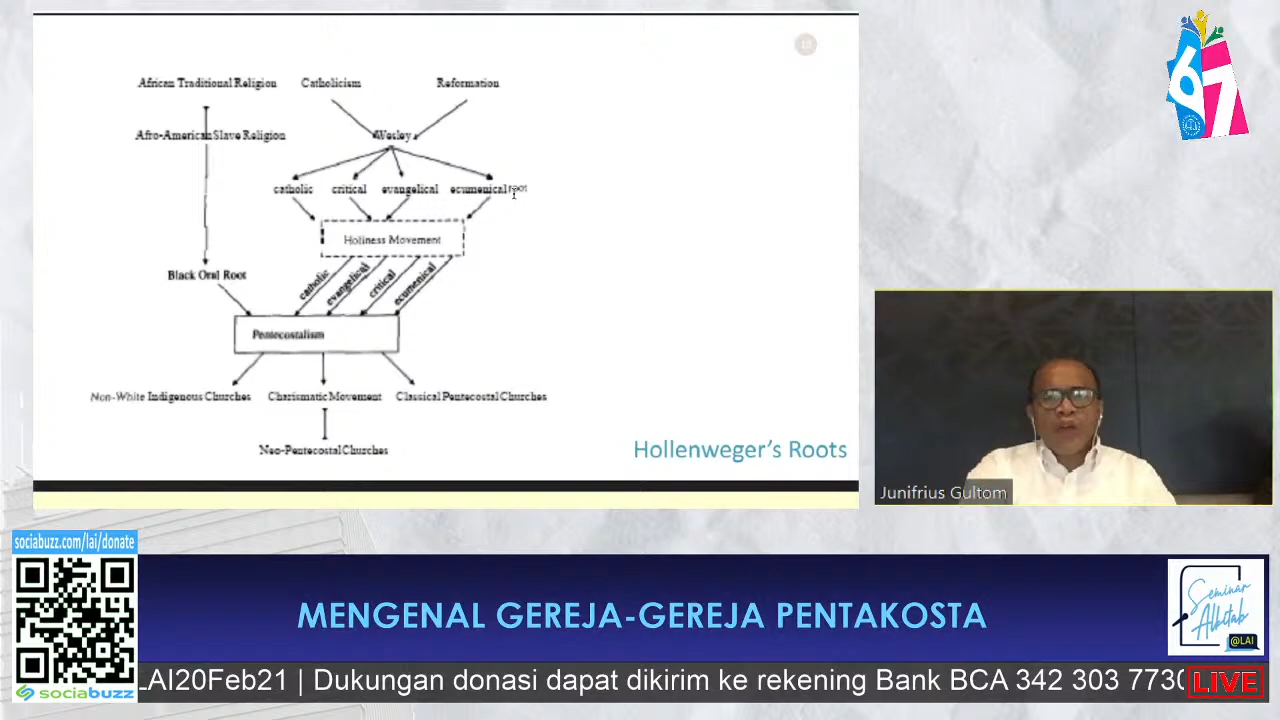 13
African Traditional Religion Catholicism Reformation
Afro-American Slave Religion Wesley
catholic critical evangelical ecumenical root
Holiness Movement
Black Oral Root
catholic evangelical critical ecumenical
Pentecostalism
Non-White Indigenous Churches Charismatic Movement Classical Pentecostal Churches
Neo-Pentecostal Churches
Hollenweger's Roots
67
Junifrius Gultom
sociabuzz.com/lai/donate
sociabuzz
MENGENAL GEREJA-GEREJA PENTAKOSTA
Seminar
Alkitab
@LAI
LAI20Feb21 | Dukungan donasi dapat dikirim ke rekening Bank BCA 342 303 7730
LIVE